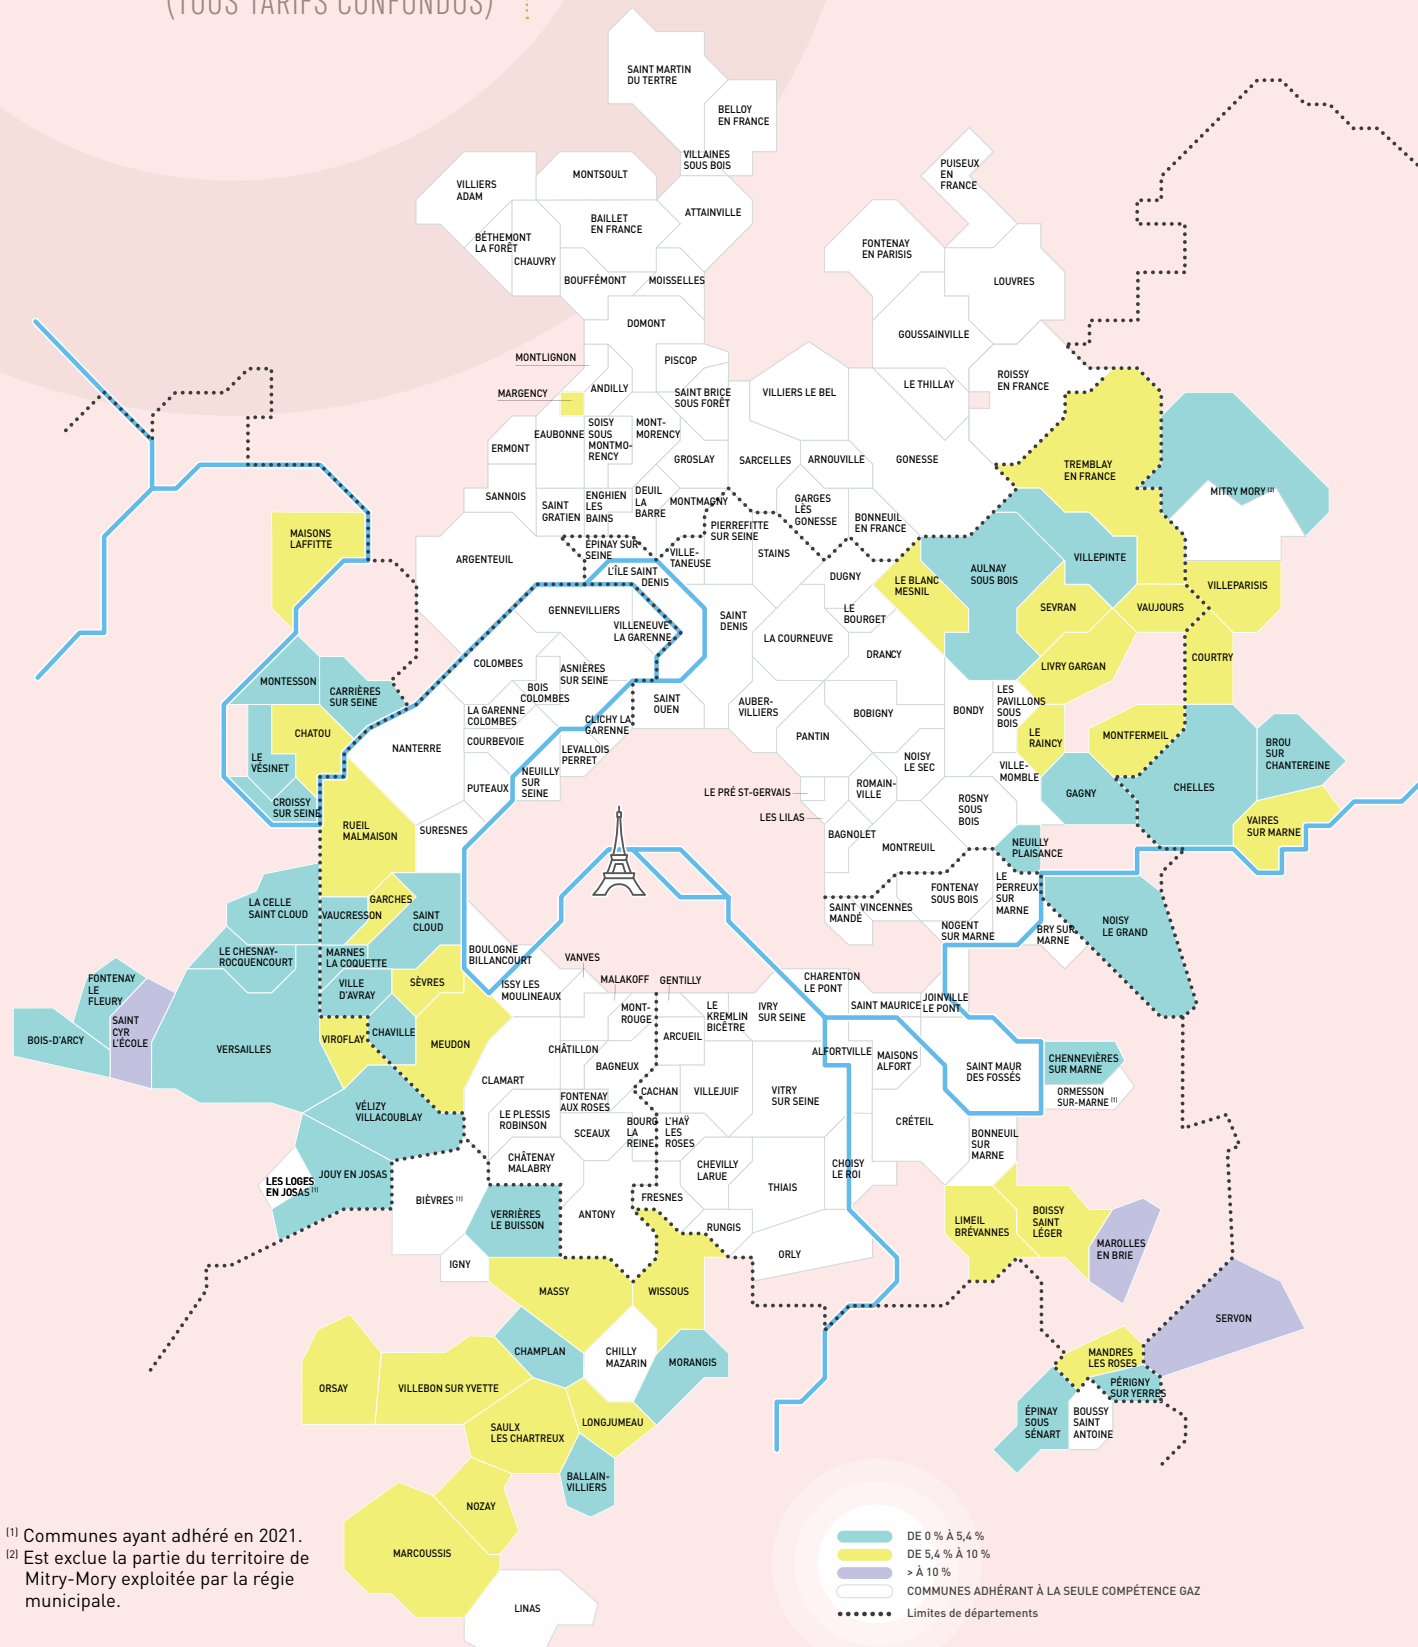 (TOUS TARIFS CONFONDUS)
SAINT MARTIN
DU TERTRE
BELLOY
EN FRANCE
VILLAINES
SOUS BOIS
PUISEUX
EN
FRANCE
MONTSOULT
VILLIERS
ADAM
ATTAINVILLE
BAILLET
EN FRANCE
BÉTHEMONT
LA FORÊT
CHAUVRY
FONTENAY
EN PARISIS
BOUFFÉMONT
MOISSELLES
LOUVRES
DOMONT
GOUSSAINVILLE
MONTLIGNON
PISCOP
ROISSY
EN FRANCE
MARGENCY
ANDILLY
SAINT BRICE
SOUS FORÊT
VILLIERS LE BEL
LE THILLAY
EAUBONNE
SOISY
SOUS
MONTMO-
RENCY
MONT-
MORENCY
ERMONT
GROSLAY
SARCELLES
ARNOUVILLE
GONESSE
TREMBLAY
EN FRANCE
MITRY MORY (2)
SANNOIS
SAINT
GRATIEN
ENGHIEN
LES
BAINS
DEUIL
LA
BARRE
MONTMAGNY
GARGES
LÈS
GONESSE
BONNEUIL
EN FRANCE
PIERREFITTE
SUR SEINE
MAISONS
LAFFITTE
ARGENTEUIL
ÉPINAY SUR
SEINE
VILLE-
TANEUSE
STAINS
VILLEPINTE
L'ÎLE SAINT
DENIS
DUGNY
LE BLANC
MESNIL
AULNAY
SOUS BOIS
VILLEPARISIS
GENNEVILLIERS
VILLENEUVE
LA GARENNE
SAINT
DENIS
LE
BOURGET
SEVRAN
VAUJOURS
LA COURNEUVE
DRANCY
COLOMBES
ASNIÈRES
SUR SEINE
LIVRY GARGAN
COURTRY
MONTESSON
CARRIÈRES
SUR SEINE
BOIS
COLOMBES
SAINT
OUEN
AUBER-
VILLIERS
LES
PAVILLONS
SOUS
BOIS
LA GARENNE
COLOMBES
CLICHY LA
GARENNE
BOBIGNY
BONDY
CHATOU
NANTERRE
COURBEVOIE
LEVALLOIS
PERRET
PANTIN
LE
RAINCY
MONTFERMEIL
BROU
SUR
CHANTEREINE
LE
VÉSINET
NEUILLY
SUR
SEINE
NOISY
LE SEC
VILLE-
MOMBLE
PUTEAUX
LE PRÉ ST-GERVAIS
ROMAIN-
VILLE
GAGNY
CHELLES
CROISSY
SUR SEINE
ROSNY
SOUS
BOIS
LES LILAS
RUEIL
MALMAISON
SURESNES
BAGNOLET
VAIRES
SUR MARNE
MONTREUIL
NEUILLY
PLAISANCE
LA CELLE
SAINT CLOUD
GARCHES
VAUCRESSON
SAINT
CLOUD
SAINT
MANDÉ
VINCENNES
FONTENAY
SOUS BOIS
LE
PERREUX
SUR
MARNE
NOISY
LE GRAND
NOGENT
SUR MARNE
BRY SUR
MARNE
LE CHESNAY-
ROCQUENCOURT
MARNES
LA COQUETTE
BOULOGNE
BILLANCOURT
VANVES
FONTENAY
LE
FLEURY
VILLE
D'AVRAY
SÈVRES
ISSY LES
MOULINEAUX
MALAKOFF
GENTILLY
CHARENTON
LE PONT
SAINT MAURICE
JOINVILLE
LE PONT
MONT-
ROUGE
LE
KREMLIN
BICÊTRE
IVRY
SUR SEINE
SAINT
CYR
L'ÉCOLE
BOIS-D'ARCY
VERSAILLES
VIROFLAY
CHAVILLE
MEUDON
CHÂTILLON
ARCUEIL
ALFORTVILLE
MAISONS
ALFORT
SAINT MAUR
DES FOSSÉS
CHENNEVIÈRES
SUR MARNE
CLAMART
BAGNEUX
CACHAN
VILLEJUIF
VITRY
SUR SEINE
ORMESSON
SUR-MARNE (1)
VÉLIZY
VILLACOUBLAY
FONTENAY
AUX ROSES
LE PLESSIS
ROBINSON
SCEAUX
BOURG
LA
REINE
L'HAŸ
LES
ROSES
CRÉTEIL
BONNEUIL
SUR
MARNE
JOUY EN JOSAS
LES LOGES
EN JOSAS (1)
CHÂTENAY
MALABRY
CHEVILLY
LARUE
CHOISY
LE ROI
BIÈVRES (1)
THIAIS
FRESNES
VERRIÈRES
LE BUISSON
ANTONY
RUNGIS
LIMEIL
BRÉVANNES
BOISSY
SAINT
LÉGER
MAROLLES
EN BRIE
ORLY
IGNY
MASSY
WISSOUS
SERVON
CHAMPLAN
CHILLY
MAZARIN
MORANGIS
MANDRES
LES ROSES
ORSAY
VILLEBON SUR YVETTE
PÉRIGNY
SUR YERRES
SAULX
LES CHARTREUX
LONGJUMEAU
ÉPINAY
SOUS
SÉNART
BOUSSY
SAINT
ANTOINE
BALLAIN-
VILLIERS
NOZAY
MARCOUSSIS
LINAS
(1) Communes ayant adhéré en 2021.
(2) Est exclue la partie du territoire de
Mitry-Mory exploitée par la régie
municipale.
DE 0 % À 5,4 %
DE 5,4 % À 10 %
> À 10 %
COMMUNES ADHÉRANT À LA SEULE COMPÉTENCE GAZ
Limites de départements